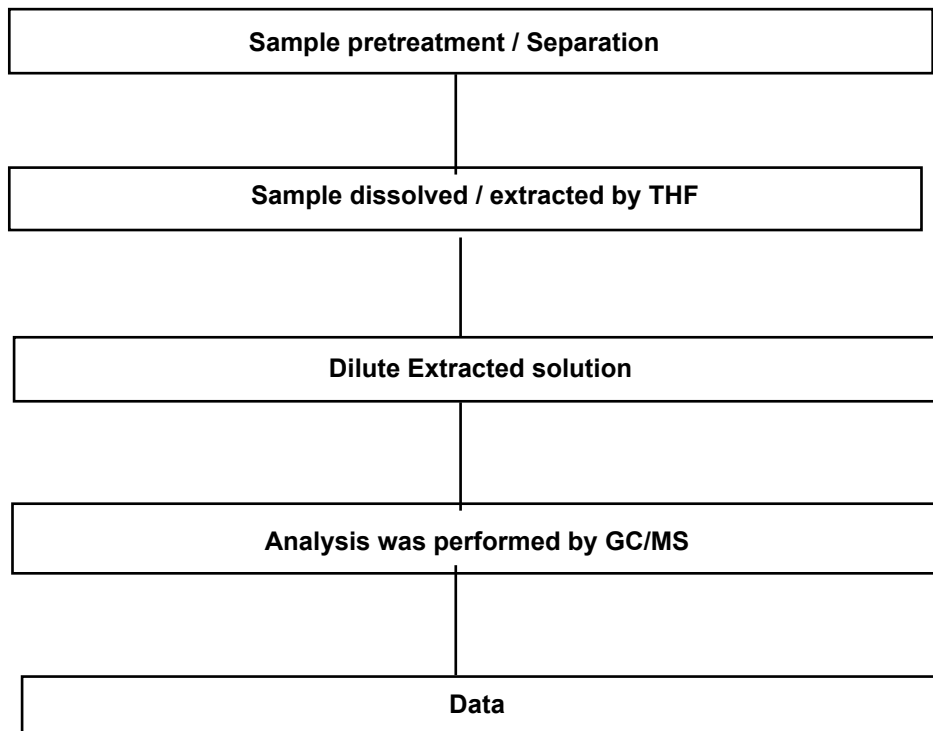 Sample pretreatment / Separation
Sample dissolved / extracted by THF
Dilute Extracted solution
Analysis was performed by GC/MS
Data